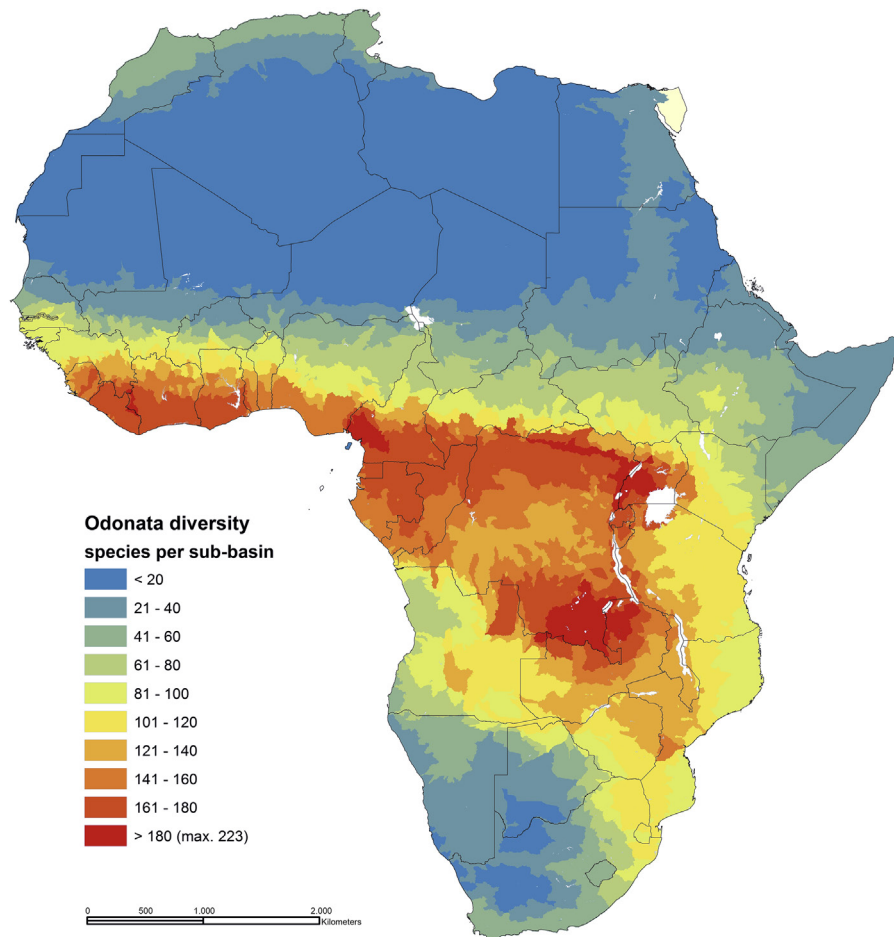 Odonata diversity
species per sub-basin
< 20
21 - 40
41 - 60
61 - 80
81 - 100
101 - 120
121 - 140
141 - 160
161 - 180
> 180 (max. 223)
0 500 1.000 2.000
Kilometers